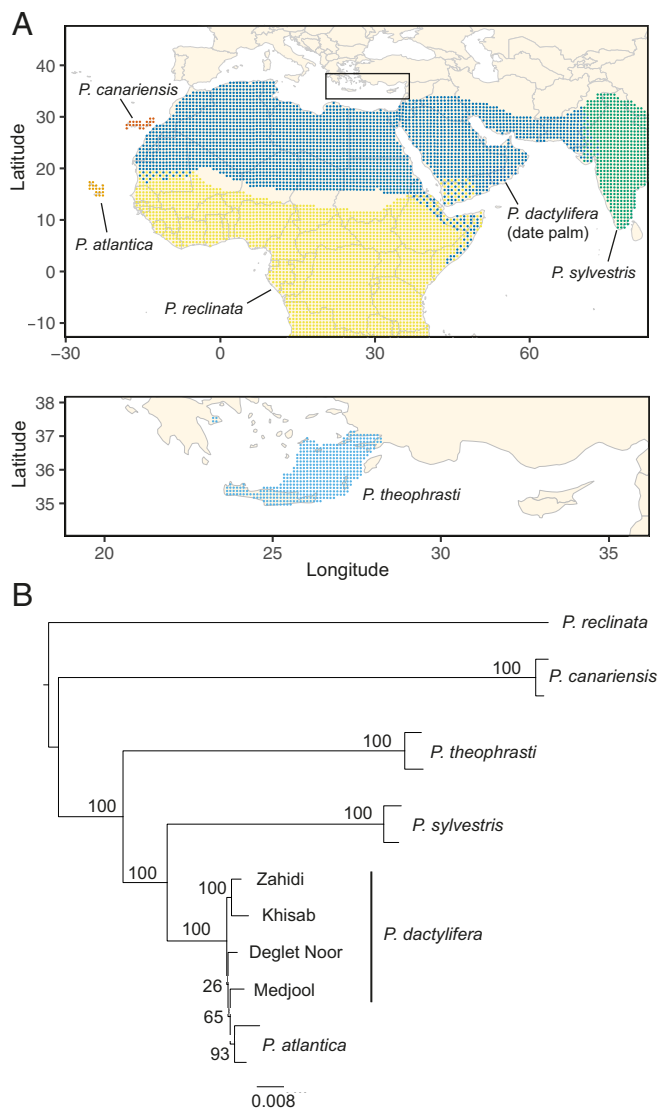 A
Latitude
40
30
20
10
0
−10
P. canariensis
P. atlantica
P. reclinata
P. dactylifera
(date palm)
P. sylvestris
−30
0
30
60
Latitude
38
37
36
35
P. theophrasti
20
25
30
35
Longitude
B
P. reclinata
100
P. canariensis
100
P. theophrasti
100
100
P. sylvestris
100
100
Zahidi
Khisab
100
P. dactylifera
Deglet Noor
26
Medjool
65
P. atlantica
93
0.008